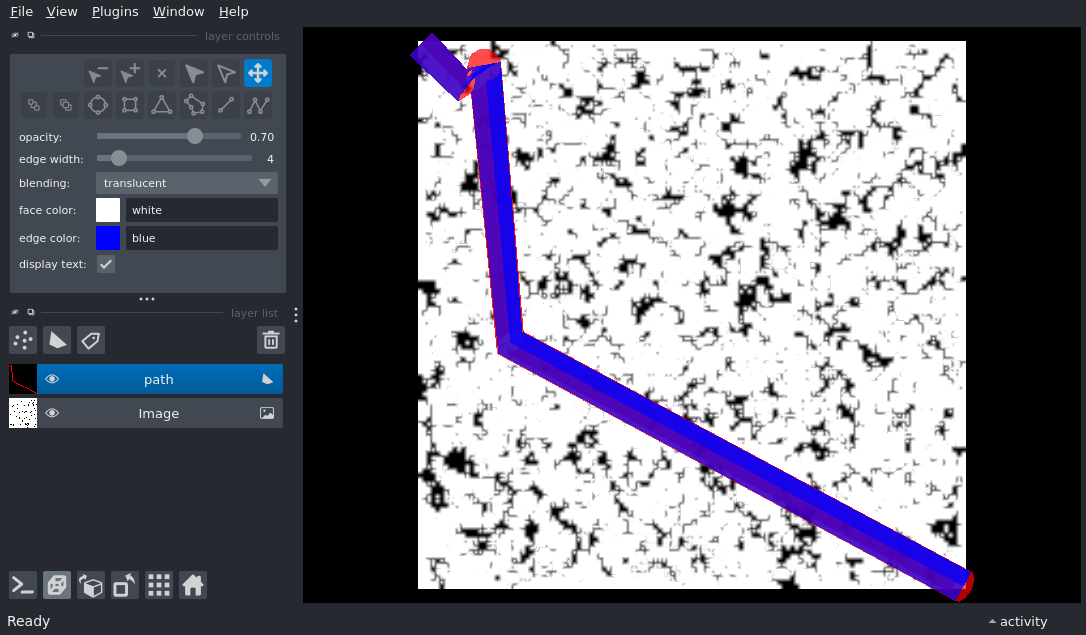 File View Plugins Window Help
layer controls
opacity: 0.70
edge width: 4
blending: translucent
face color: white
edge color: blue
display text:
layer list
path
Image
Ready activity